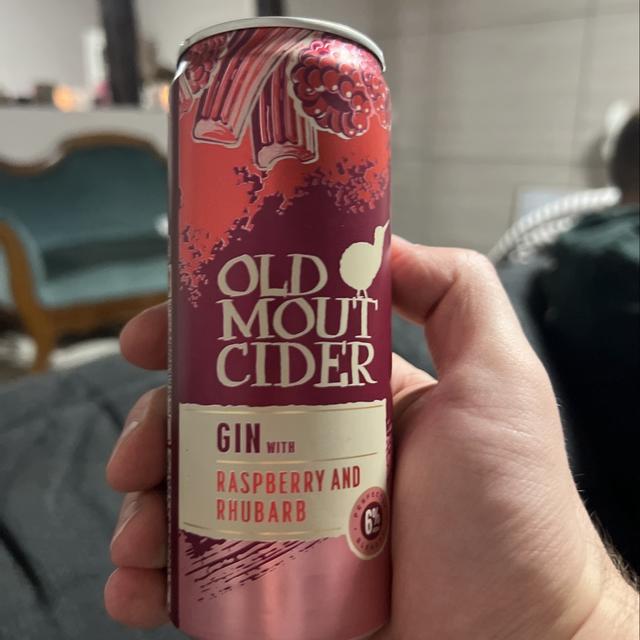 OLD
MOUT
CIDER
GIN WITH
RASPBERRY AND
RHUBARB
6%